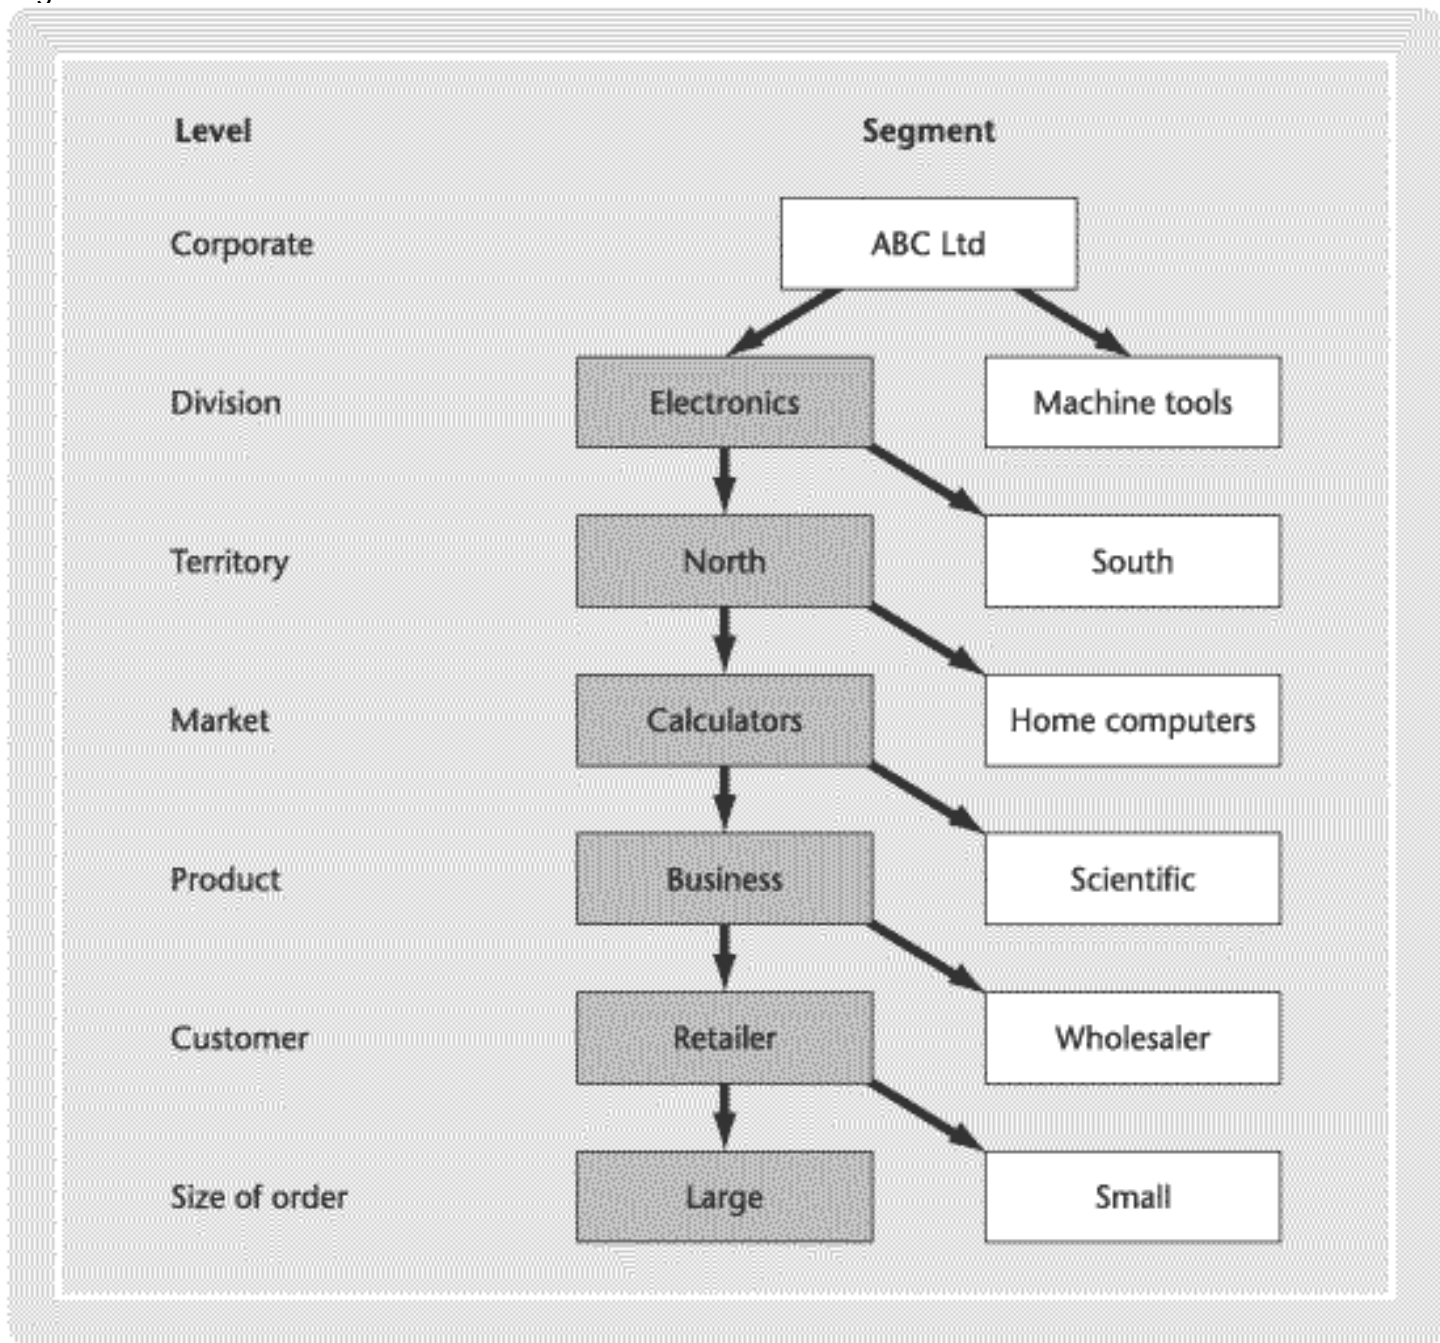 Level Segment
Corporate ABC Ltd
Division Electronics Machine tools
Territory North South
Market Calculators Home computers
Product Business Scientific
Customer Retailer Wholesaler
Size of order Large Small